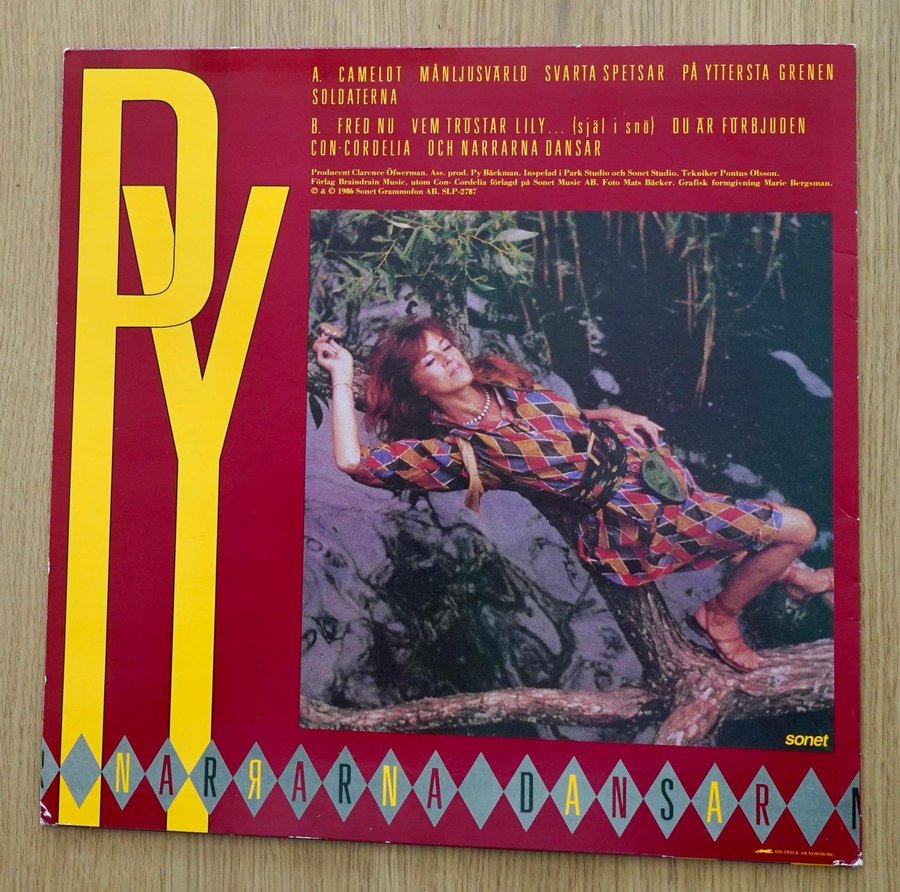 PY
A. CAMELOT MÅNLJUSVÄRLD SVARTA SPETSAR PÅ YTTERSTA GRENEN
SOLDATERNA
B. FRED NU VEM TRÖSTAR LILY... (själ i snö) DU ÄR FÖRBJUDEN
CON-CORDELIA OCH NARRARNA DANSAR
Producent Clarence Öfwerman. Ass. prod. Py Bäckman. Inspelad i Park Studio och Sonet Studio. Tekniker Pontus Olsson.
Förlag Braindrain Music, utom Con- Cordelia förlagd på Sonet Music AB. Foto Mats Bäcker. Grafisk formgivning Marie Bergsman.
℗ & © 1986 Sonet Grammofon AB. SLP-2787
sonet
NARRARNA DANSAR N
TRYCK AB NORSBORG